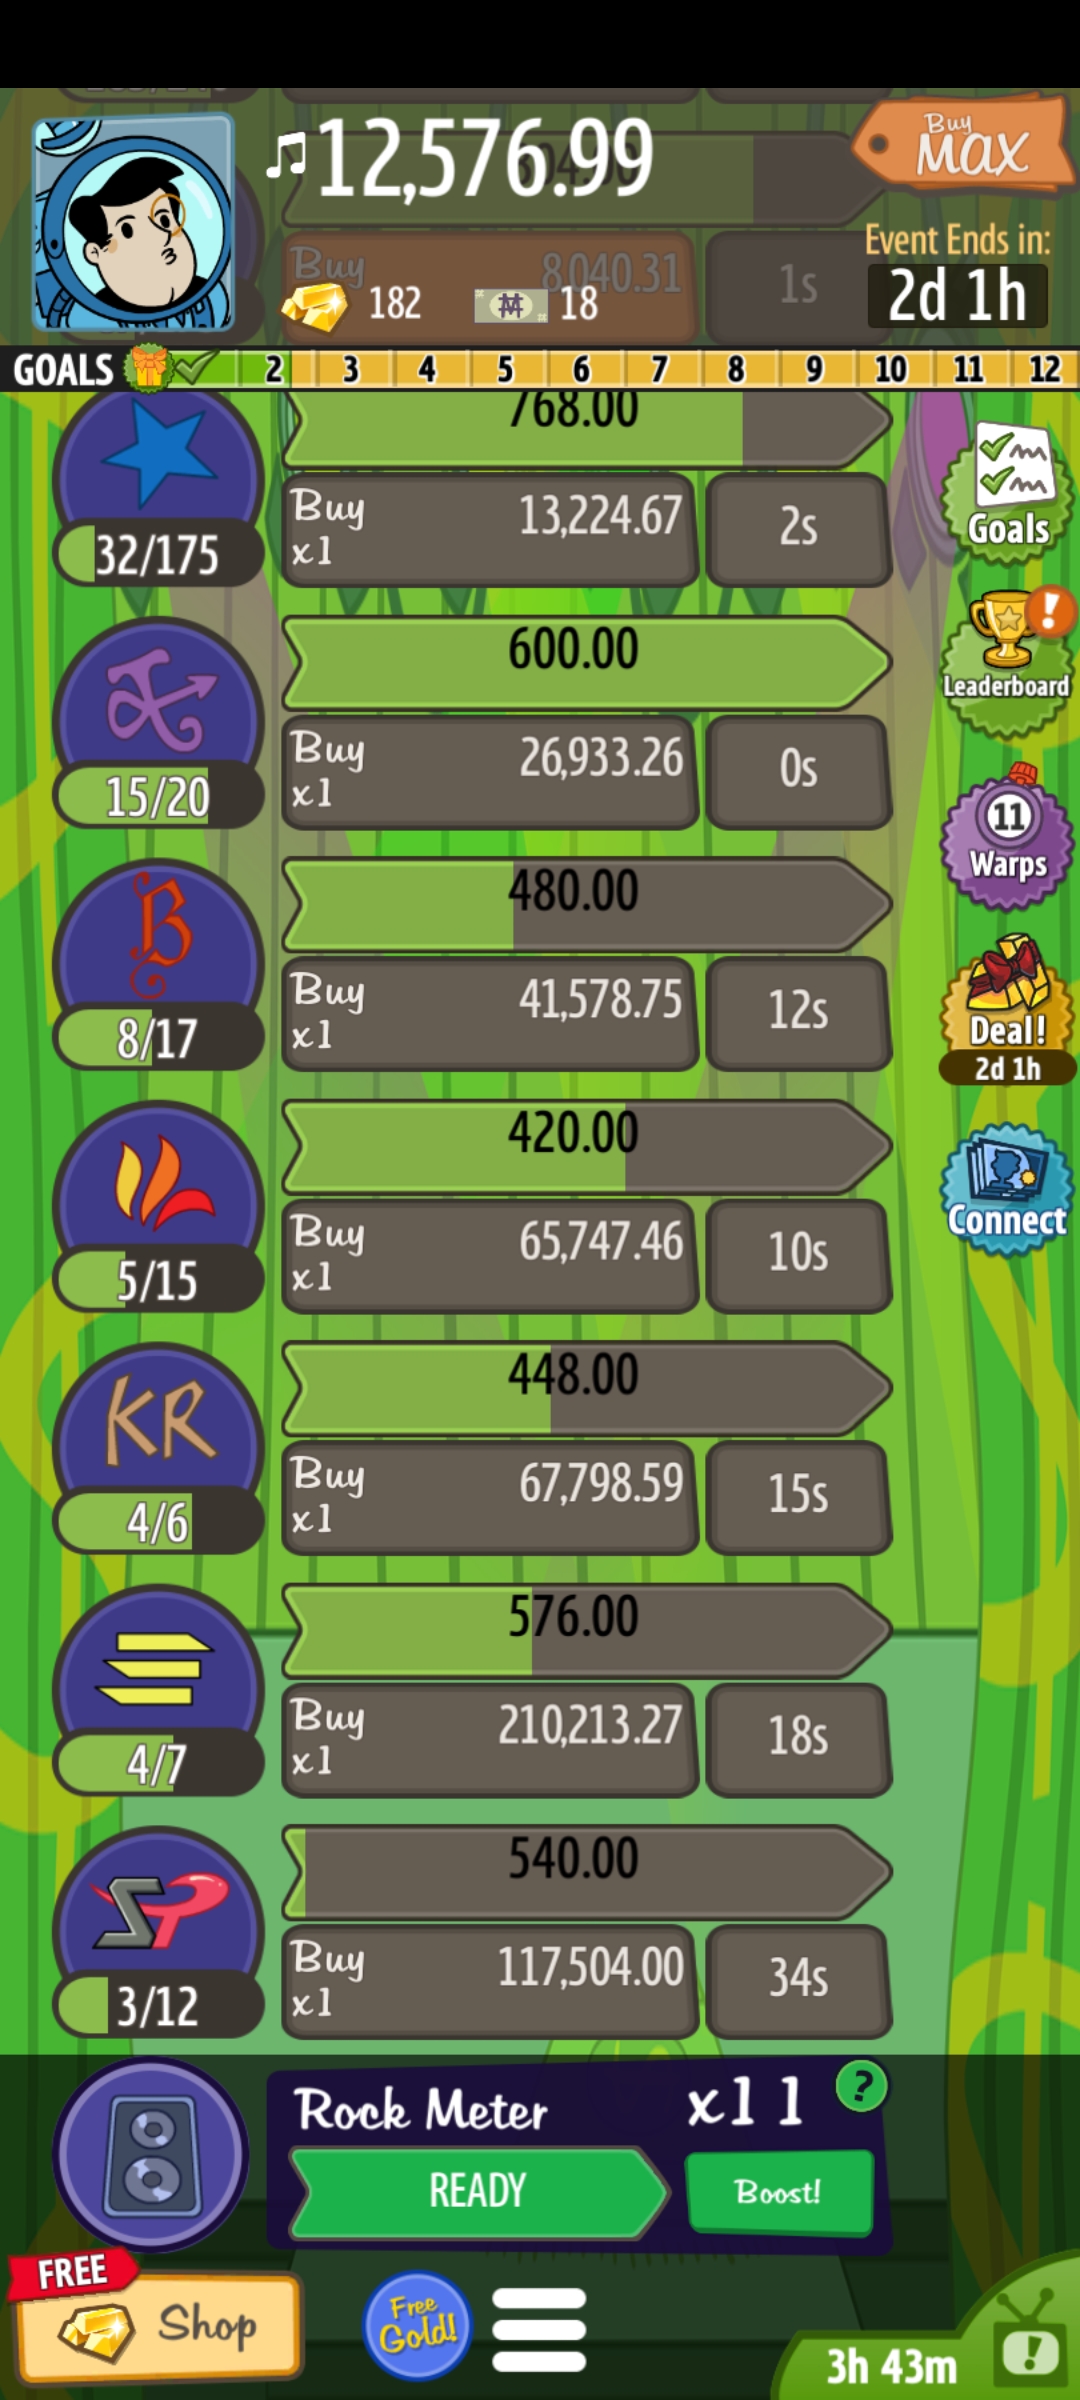 ♫12,576.99
Buy
MAX
Event Ends in:
2d 1h
Buy
8,040.31
1s
182
18
GOALS 2 3 4 5 6 7 8 9 10 11 12
768.00
Buy
x1
13,224.67
2s
32/175
Goals
600.00
Buy
x1
26,933.26
0s
15/20
Leaderboard
480.00
B
Buy
x1
41,578.75
12s
8/17
11
Warps
Deal!
2d 1h
420.00
Buy
x1
65,747.46
10s
5/15
Connect
448.00
KR
Buy
x1
67,798.59
15s
4/6
576.00
Buy
x1
210,213.27
18s
4/7
540.00
SP
Buy
x1
117,504.00
34s
3/12
Rock Meter
x11
?
READY
Boost!
FREE
Shop
Free
Gold!
3h 43m